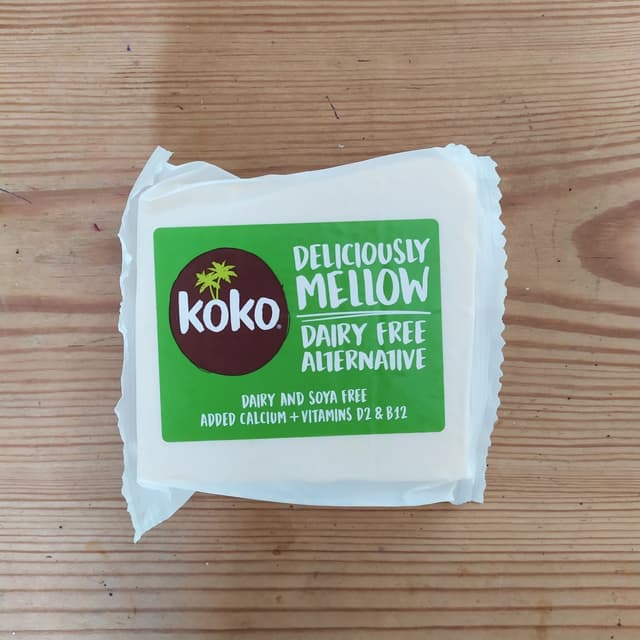 koko
DELICIOUSLY
MELLOW
DAIRY FREE
ALTERNATIVE
DAIRY AND SOYA FREE
ADDED CALCIUM + VITAMINS D2 & B12